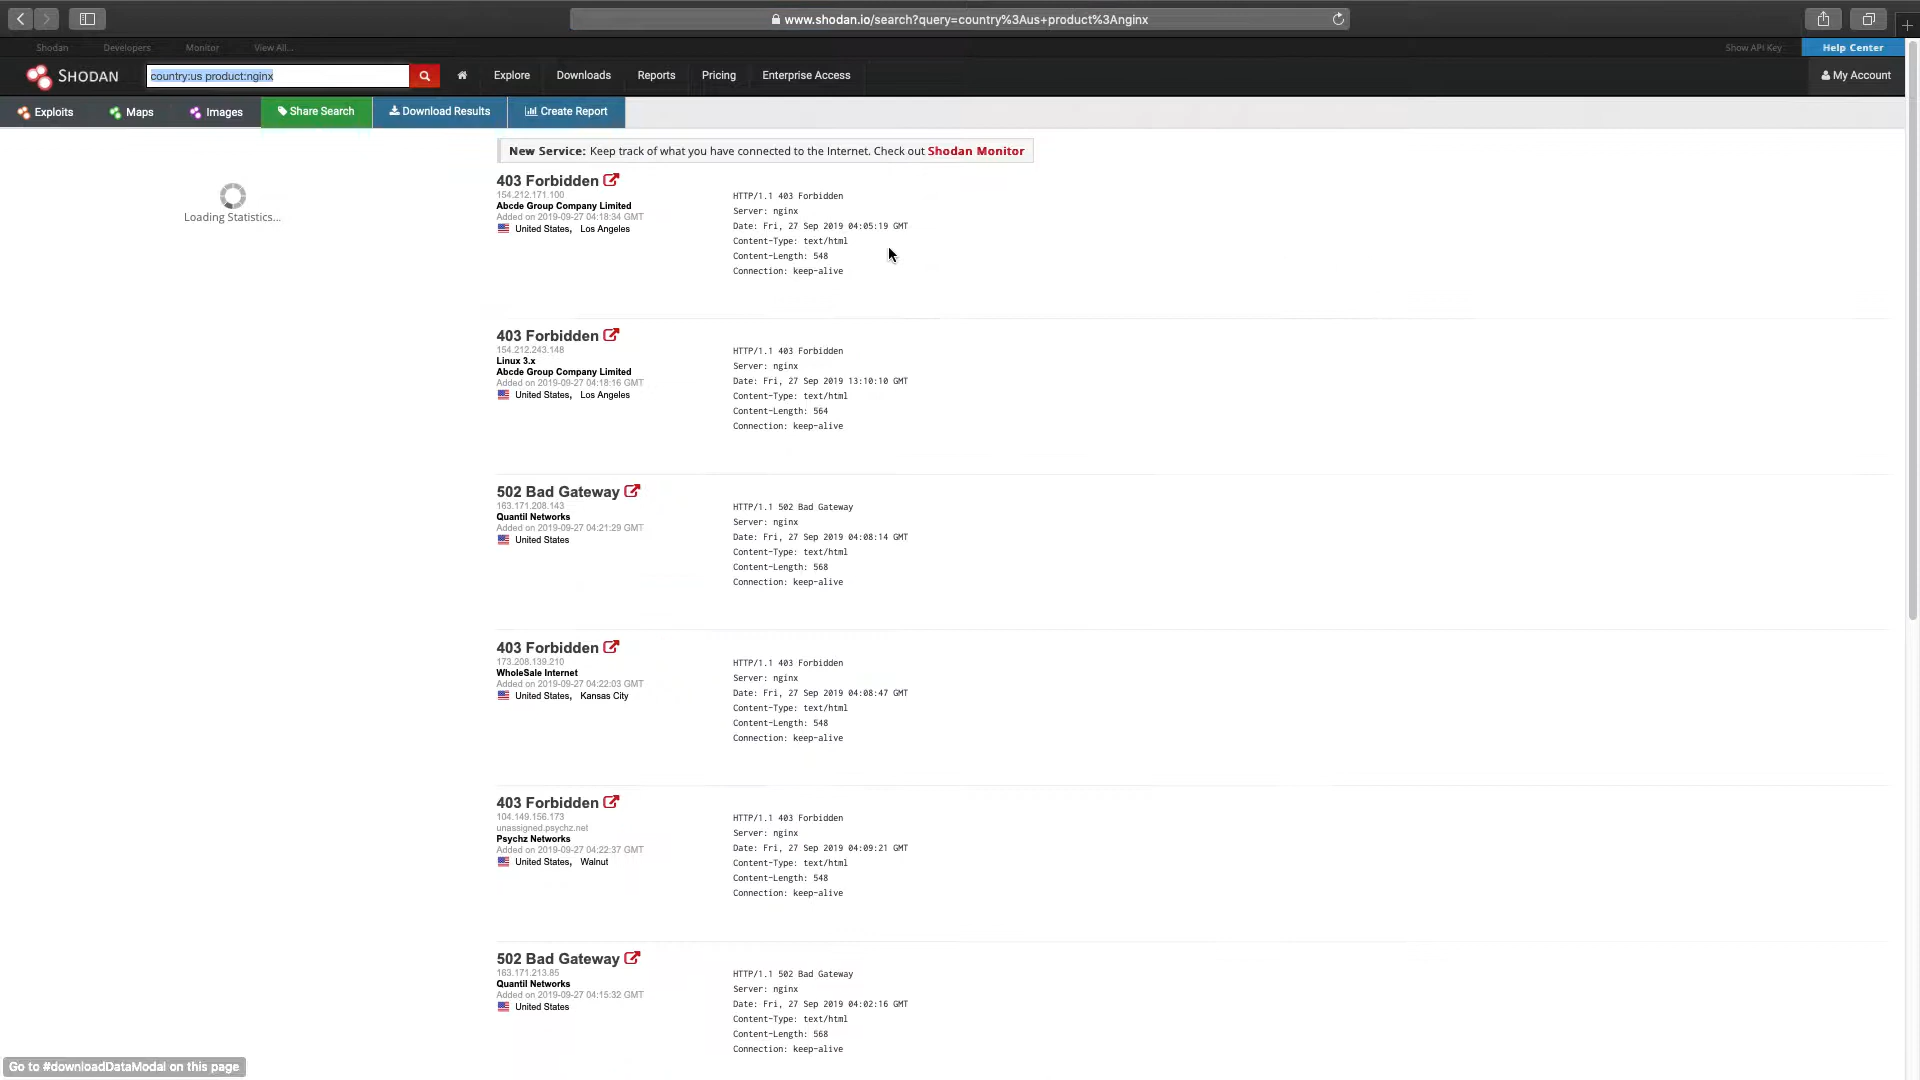 www.shodan.io/search?query=country%3Aus+product%3Anginx
Shodan Developers Monitor View All...
Show API Key Help Center
SHODAN country:us product:nginx Explore Downloads Reports Pricing Enterprise Access My Account
Exploits Maps Images Share Search Download Results Create Report
New Service: Keep track of what you have connected to the Internet. Check out Shodan Monitor
Loading Statistics...
403 Forbidden
154.212.171.100
Abcde Group Company Limited
Added on 2019-09-27 04:18:34 GMT
United States, Los Angeles
HTTP/1.1 403 Forbidden
Server: nginx
Date: Fri, 27 Sep 2019 04:05:19 GMT
Content-Type: text/html
Content-Length: 548
Connection: keep-alive
403 Forbidden
154.212.243.148
Linux 3.x
Abcde Group Company Limited
Added on 2019-09-27 04:18:16 GMT
United States, Los Angeles
HTTP/1.1 403 Forbidden
Server: nginx
Date: Fri, 27 Sep 2019 13:10:10 GMT
Content-Type: text/html
Content-Length: 564
Connection: keep-alive
502 Bad Gateway
163.171.208.143
Quantil Networks
Added on 2019-09-27 04:21:29 GMT
United States
HTTP/1.1 502 Bad Gateway
Server: nginx
Date: Fri, 27 Sep 2019 04:08:14 GMT
Content-Type: text/html
Content-Length: 568
Connection: keep-alive
403 Forbidden
173.208.139.210
WholeSale Internet
Added on 2019-09-27 04:22:03 GMT
United States, Kansas City
HTTP/1.1 403 Forbidden
Server: nginx
Date: Fri, 27 Sep 2019 04:08:47 GMT
Content-Type: text/html
Content-Length: 548
Connection: keep-alive
403 Forbidden
104.149.156.173
unassigned.psychz.net
Psychz Networks
Added on 2019-09-27 04:22:37 GMT
United States, Walnut
HTTP/1.1 403 Forbidden
Server: nginx
Date: Fri, 27 Sep 2019 04:09:21 GMT
Content-Type: text/html
Content-Length: 548
Connection: keep-alive
502 Bad Gateway
163.171.213.85
Quantil Networks
Added on 2019-09-27 04:15:32 GMT
United States
HTTP/1.1 502 Bad Gateway
Server: nginx
Date: Fri, 27 Sep 2019 04:02:16 GMT
Content-Type: text/html
Content-Length: 568
Connection: keep-alive
Go to #downloadDataModal on this page